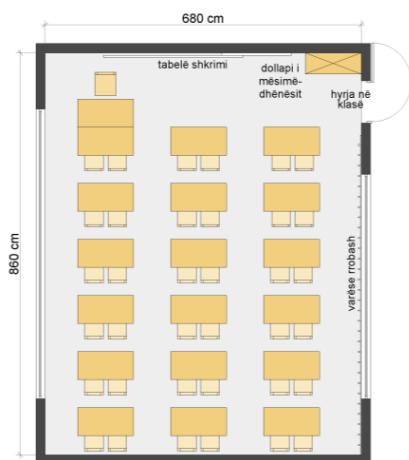 680 cm
tabelë shkrimi
dollapi i
mësimë-
dhënësit
hyrja në
klasë
860 cm
varëse rrobash